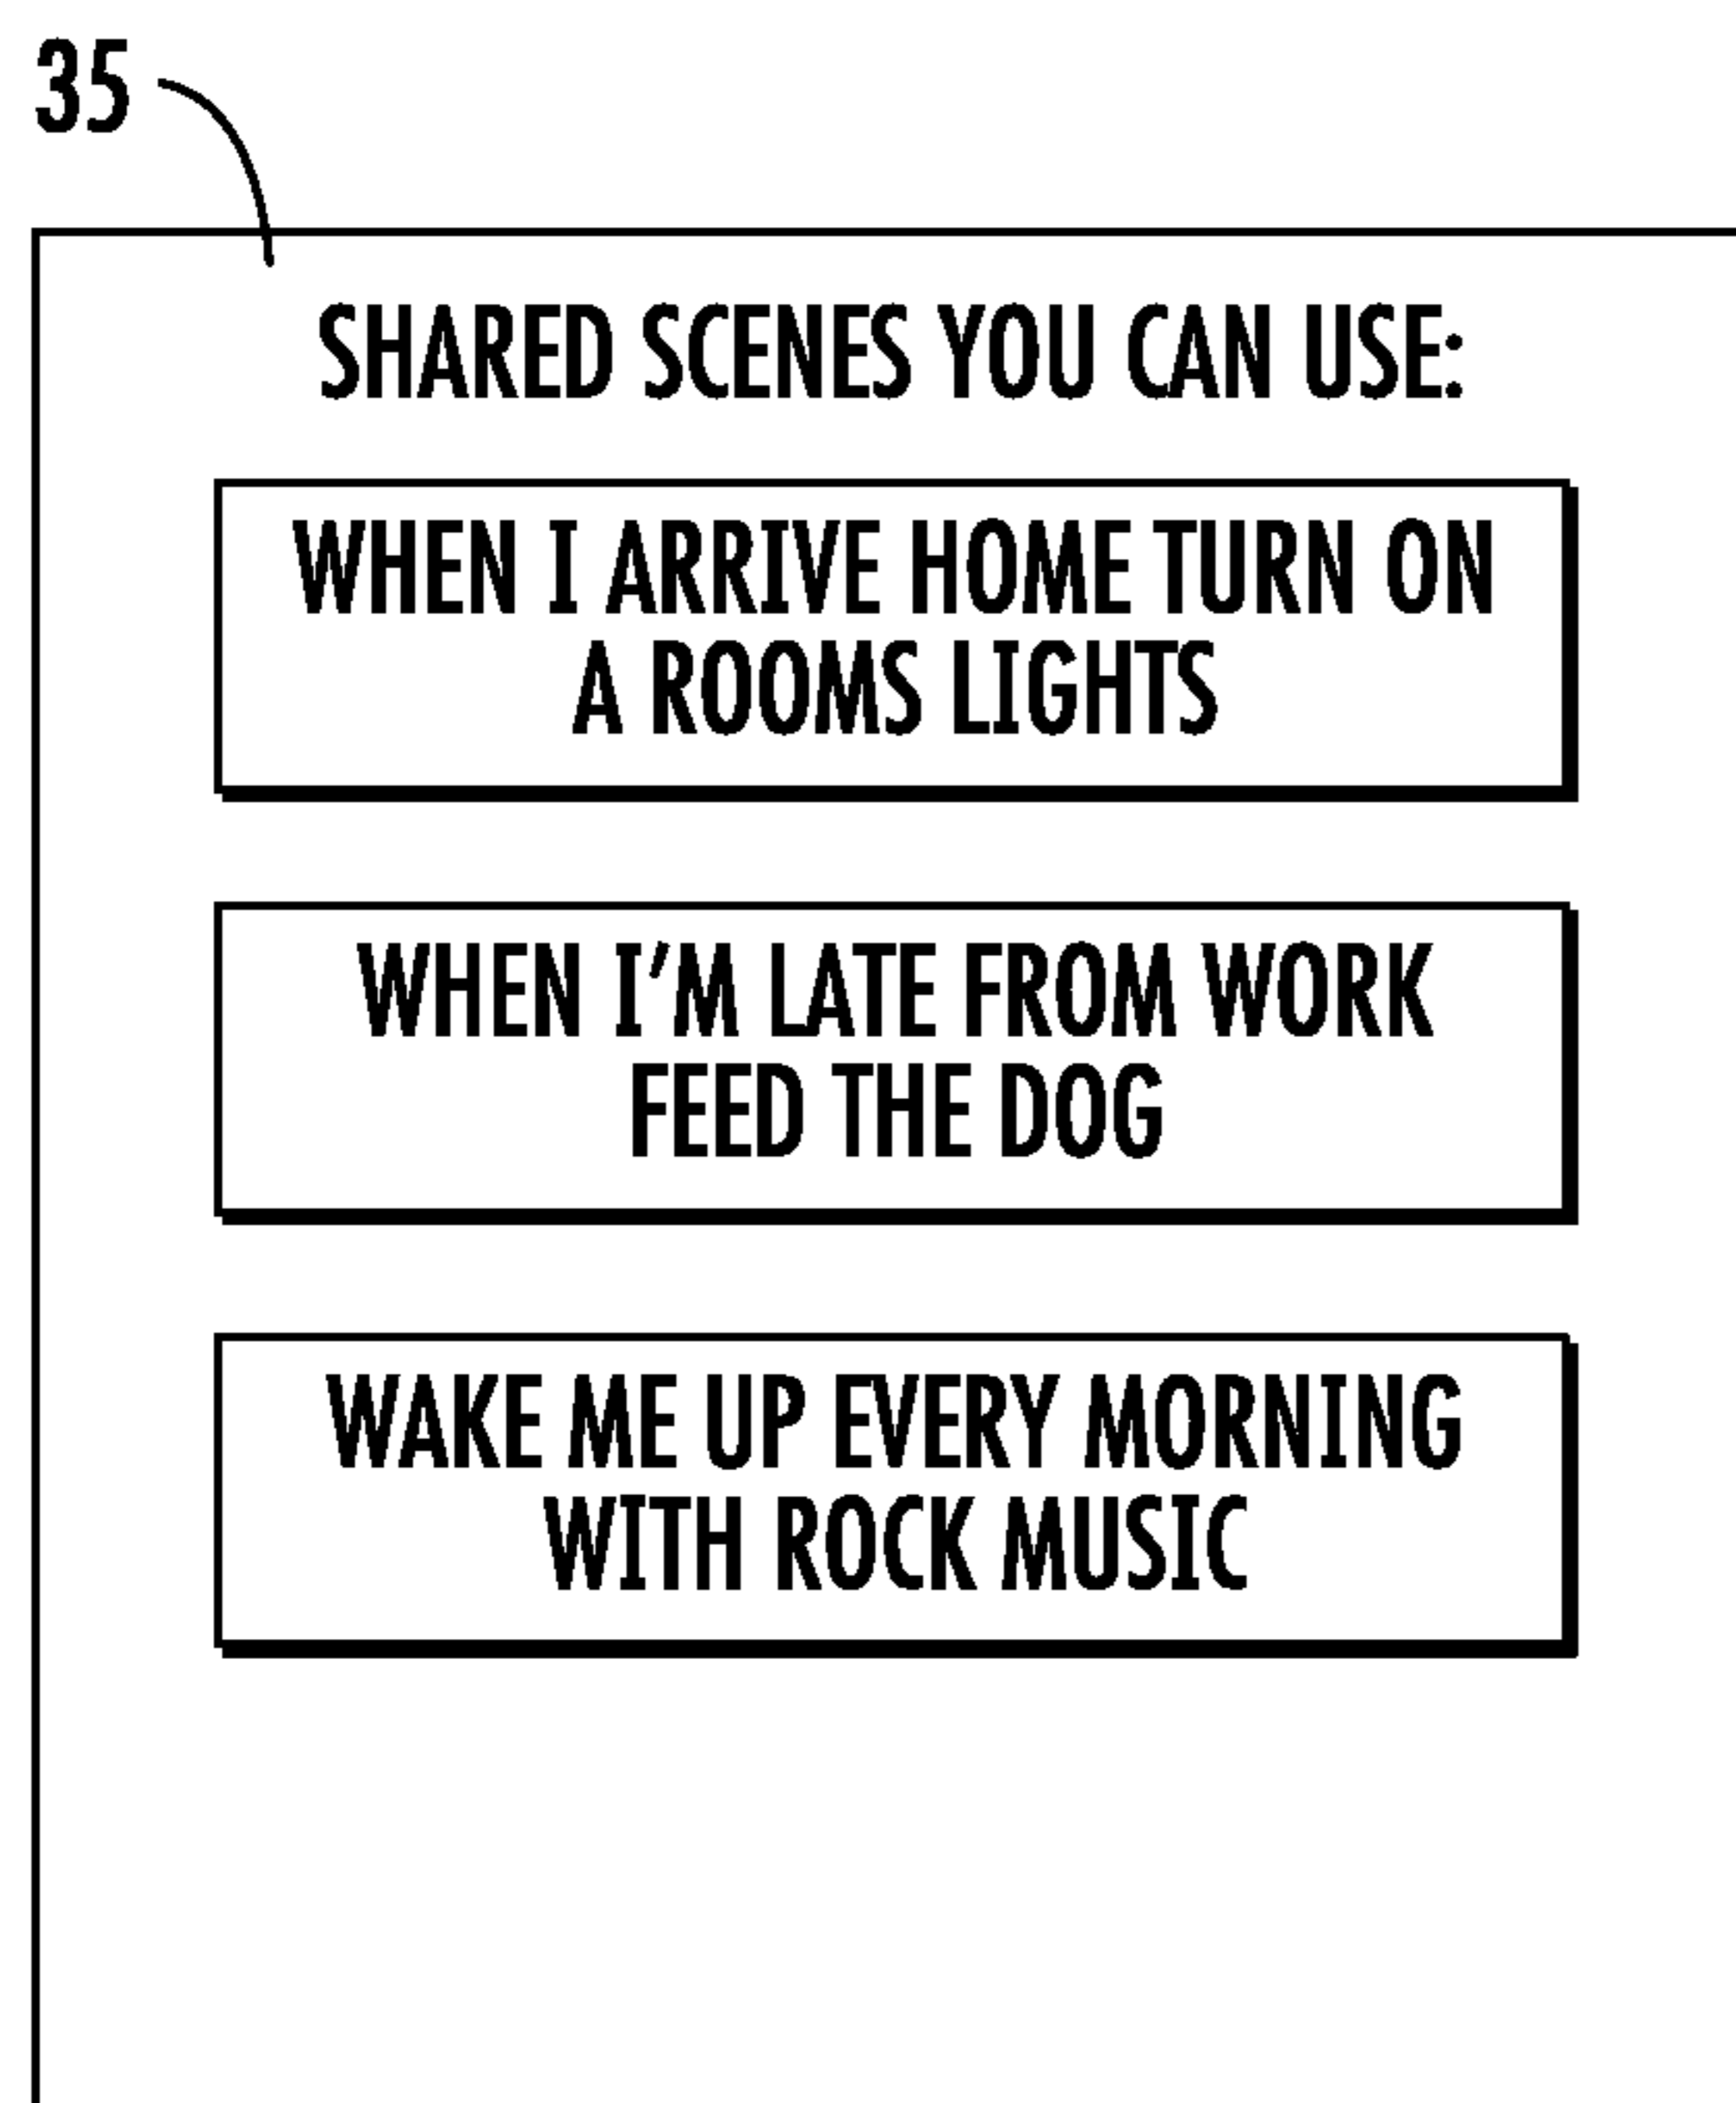 35
SHARED SCENES YOU CAN USE:
WHEN I ARRIVE HOME TURN ON
A ROOMS LIGHTS
WHEN I'M LATE FROM WORK
FEED THE DOG
WAKE ME UP EVERY MORNING
WITH ROCK MUSIC